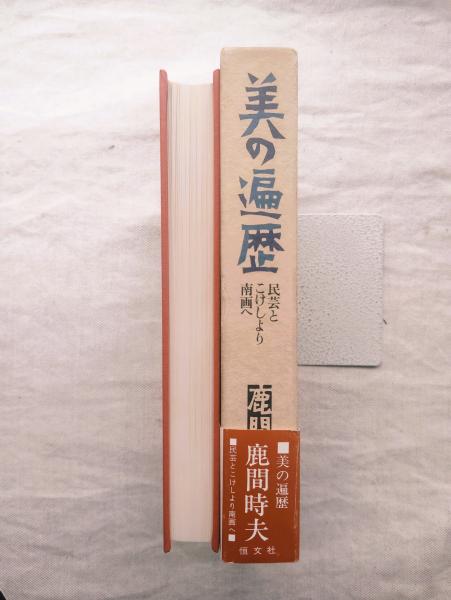 美の遍歴
民芸と
こけしより
南画へ
鹿間
■美の遍歴
鹿間時夫
■民芸とこけしより南画へ■
恒文社